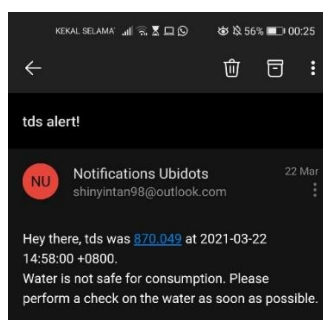 KEKAL SELAMAT 56% 00:25
tds alert!
NU
Notifications Ubidots
22 Mar
shinyintan98@outlook.com
Hey there, tds was 870.049 at 2021-03-22
14:58:00 +0800.
Water is not safe for consumption. Please
perform a check on the water as soon as possible.